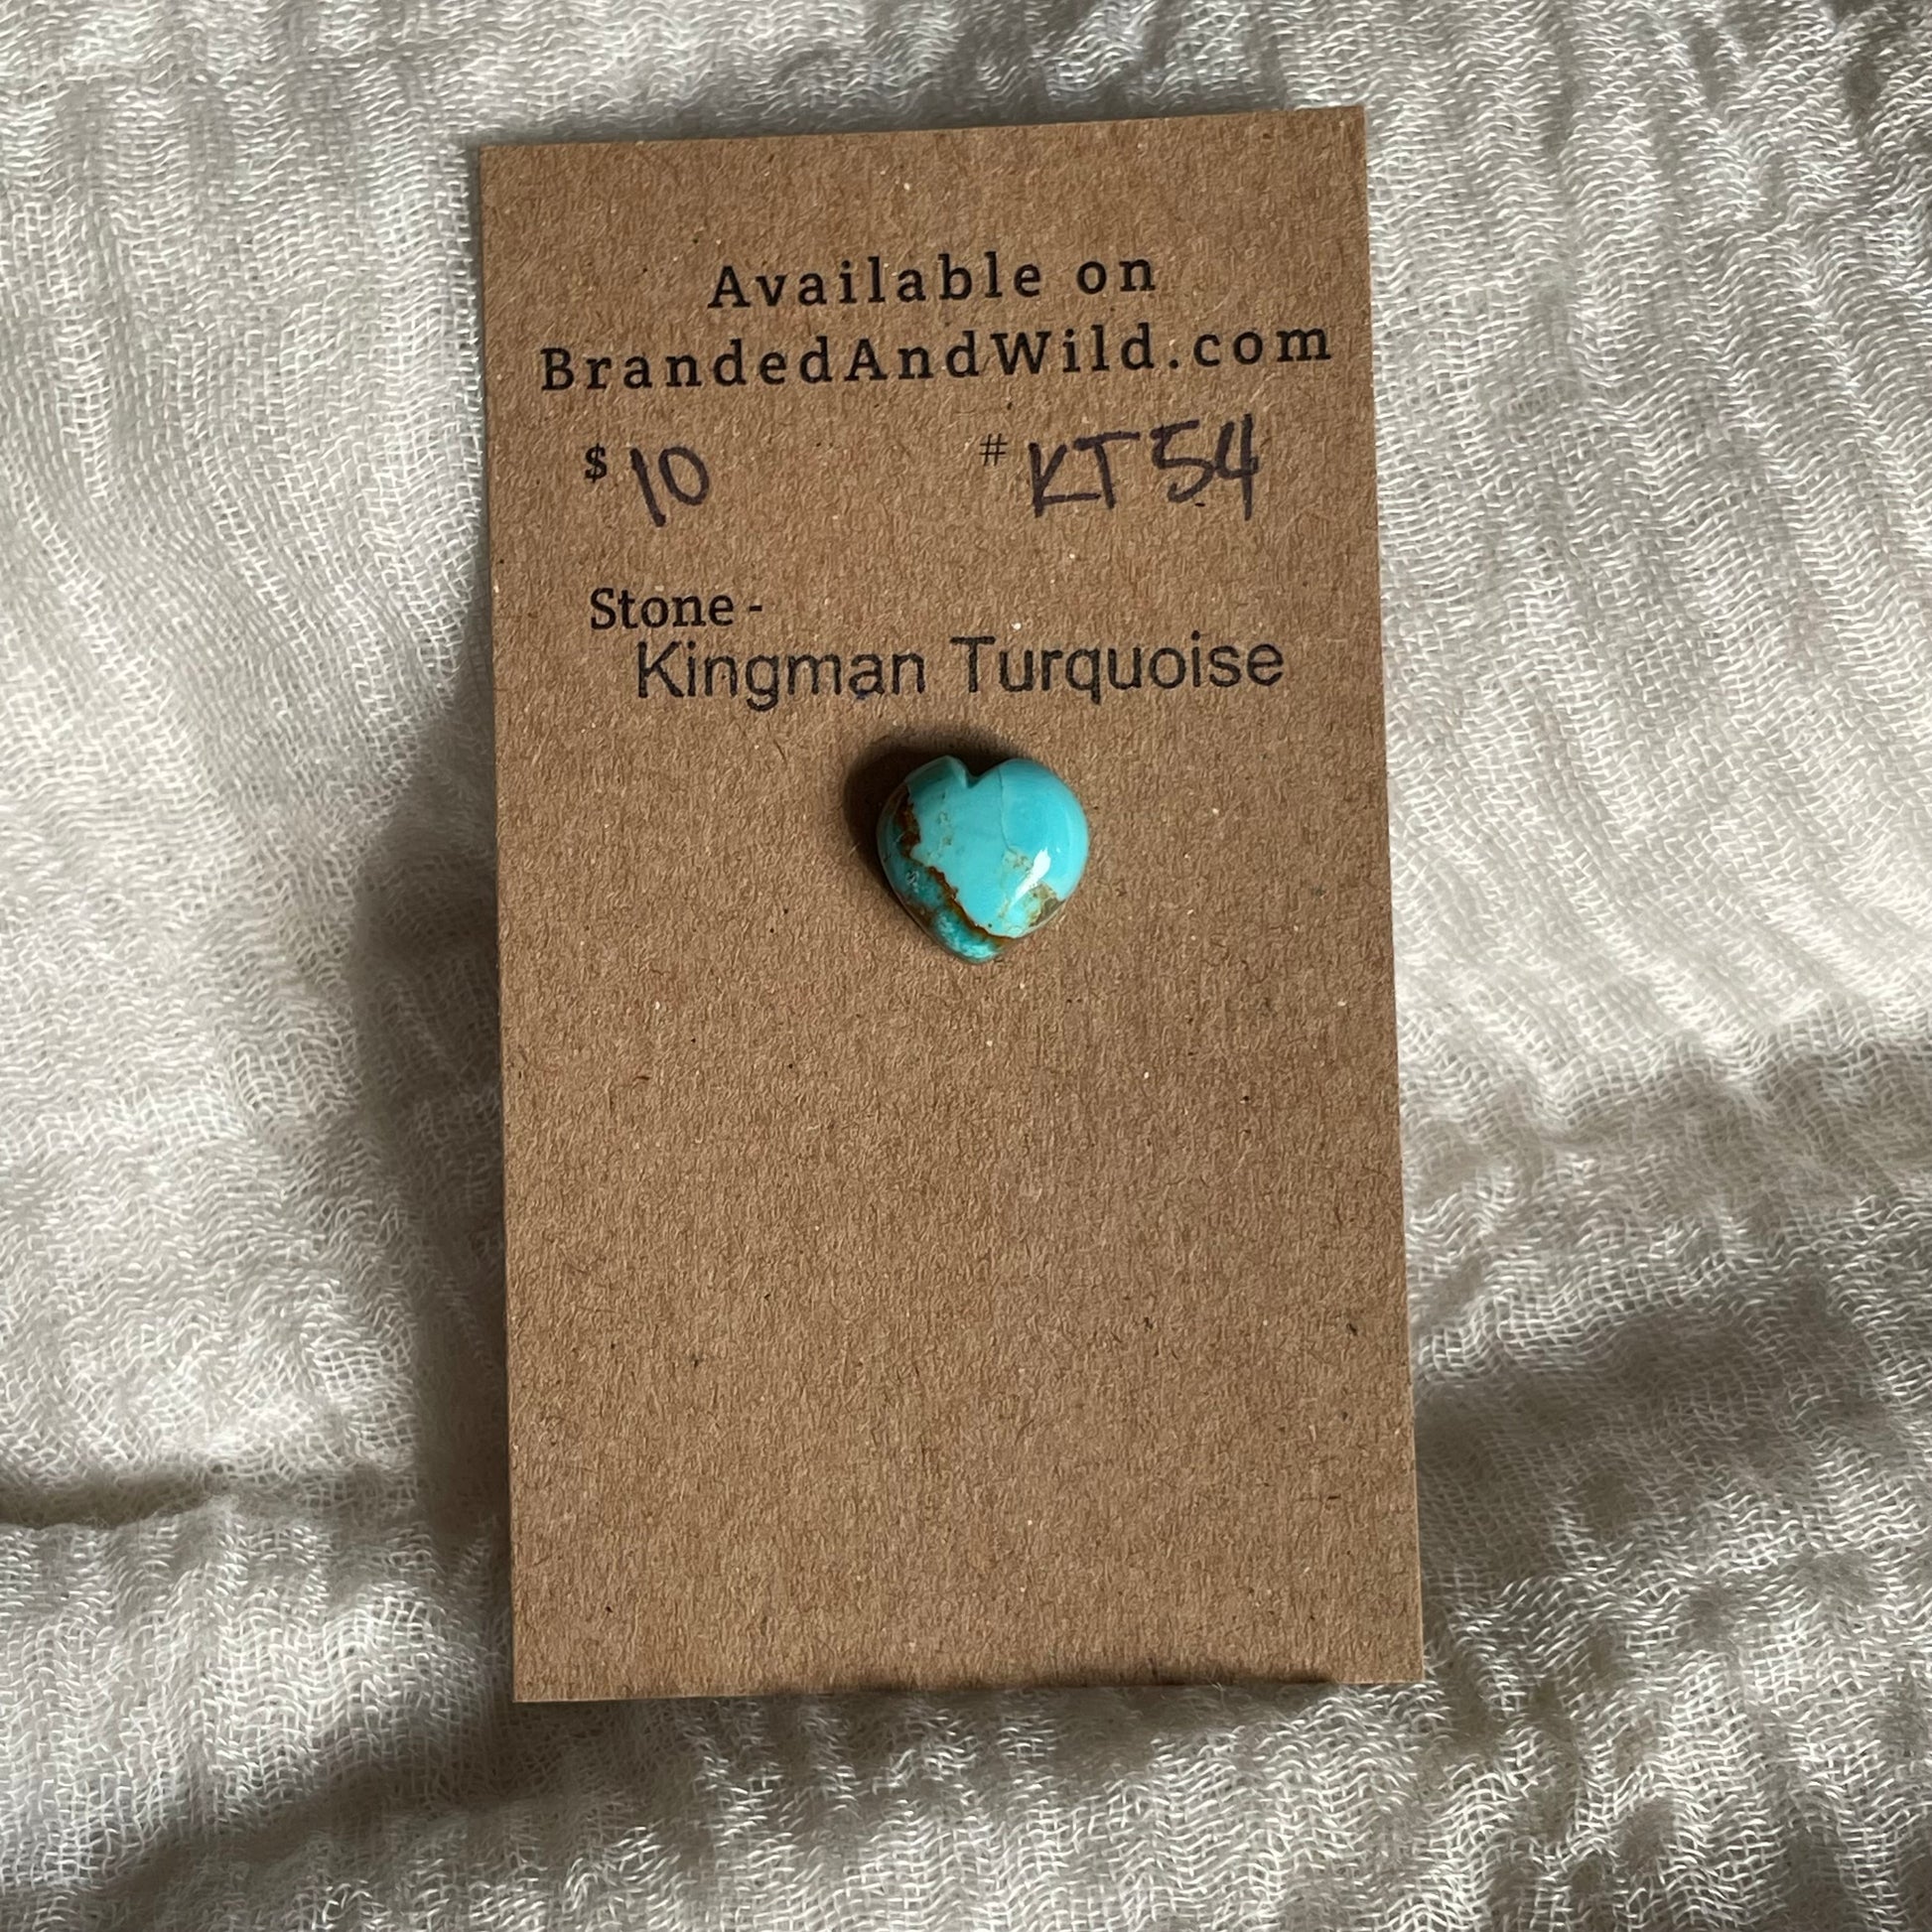 Available on
BrandedAndWild.com
$ 10 # KT54
Stone-
Kingman Turquoise